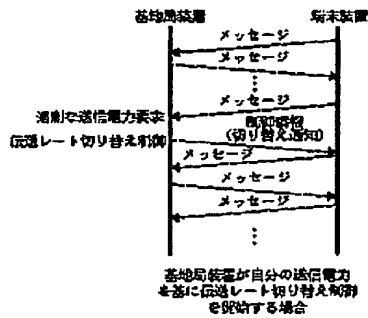 基地局装置
端末装置
メッセージ
メッセージ
メッセージ
過剰な送信電力要求
制御情報
(切り替え通知)
伝送レート切り替え制御
メッセージ
メッセージ
メッセージ
基地局装置が自分の送信電力
を基に伝送レート切り替え制御
を開始する場合